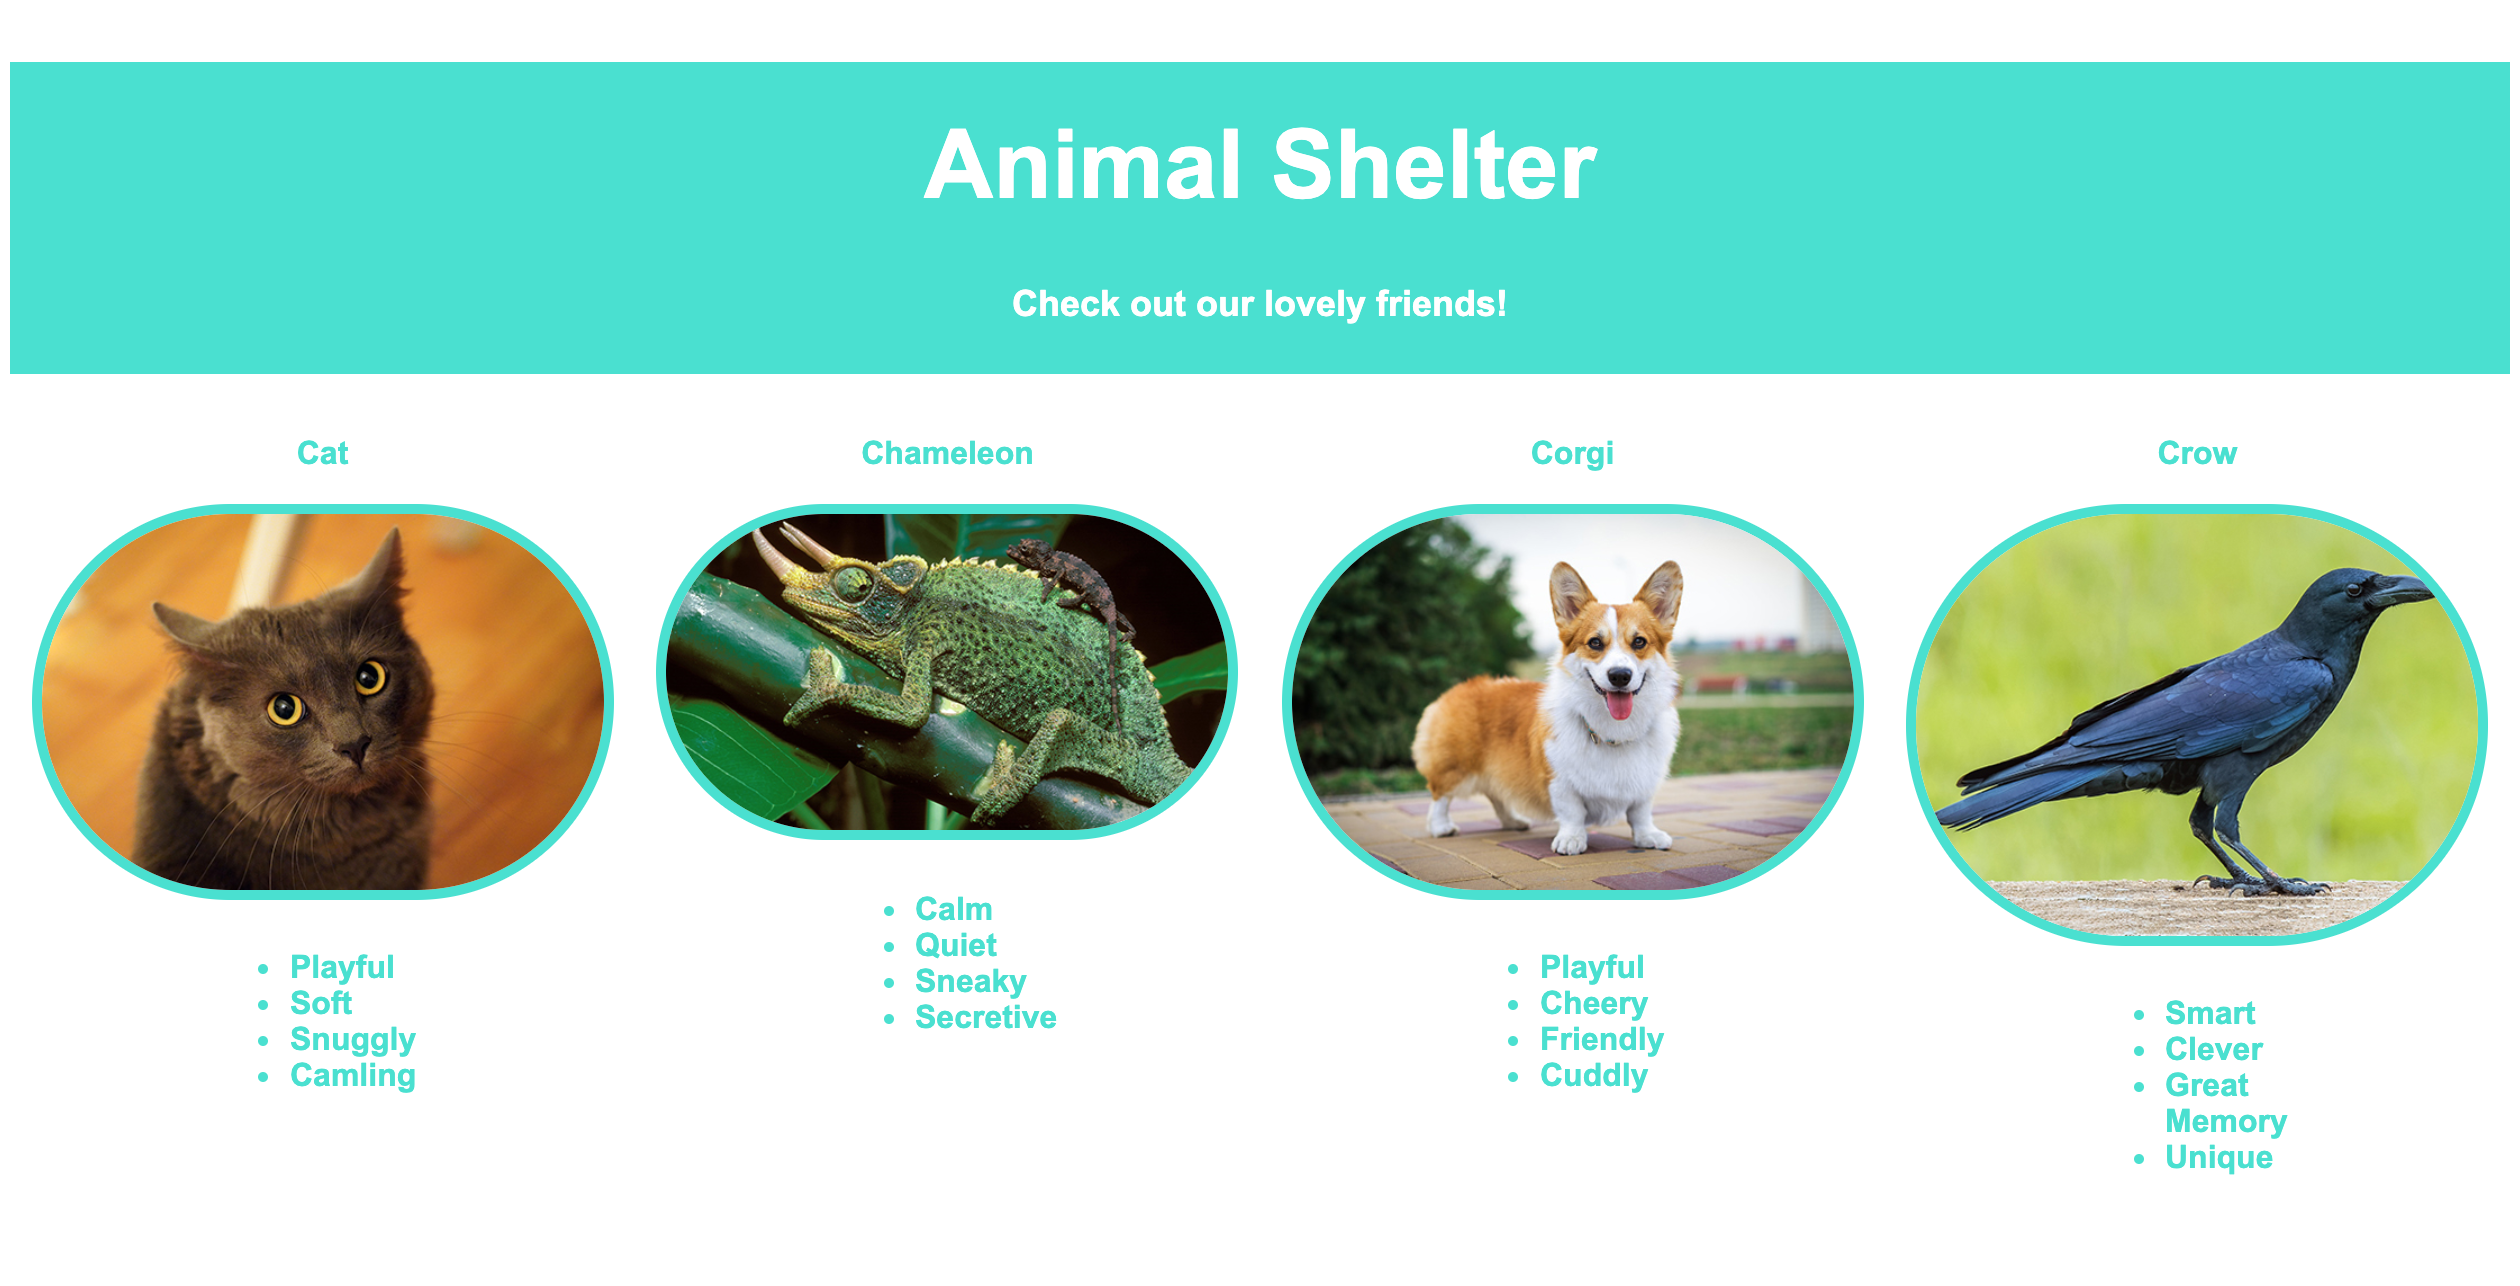 Animal Shelter
Check out our lovely friends!
Cat
Playful
Soft
Snuggly
Camling
Chameleon
Calm
Quiet
Sneaky
Secretive
Corgi
Playful
Cheery
Friendly
Cuddly
Crow
Smart
Clever
Great
Memory
Unique